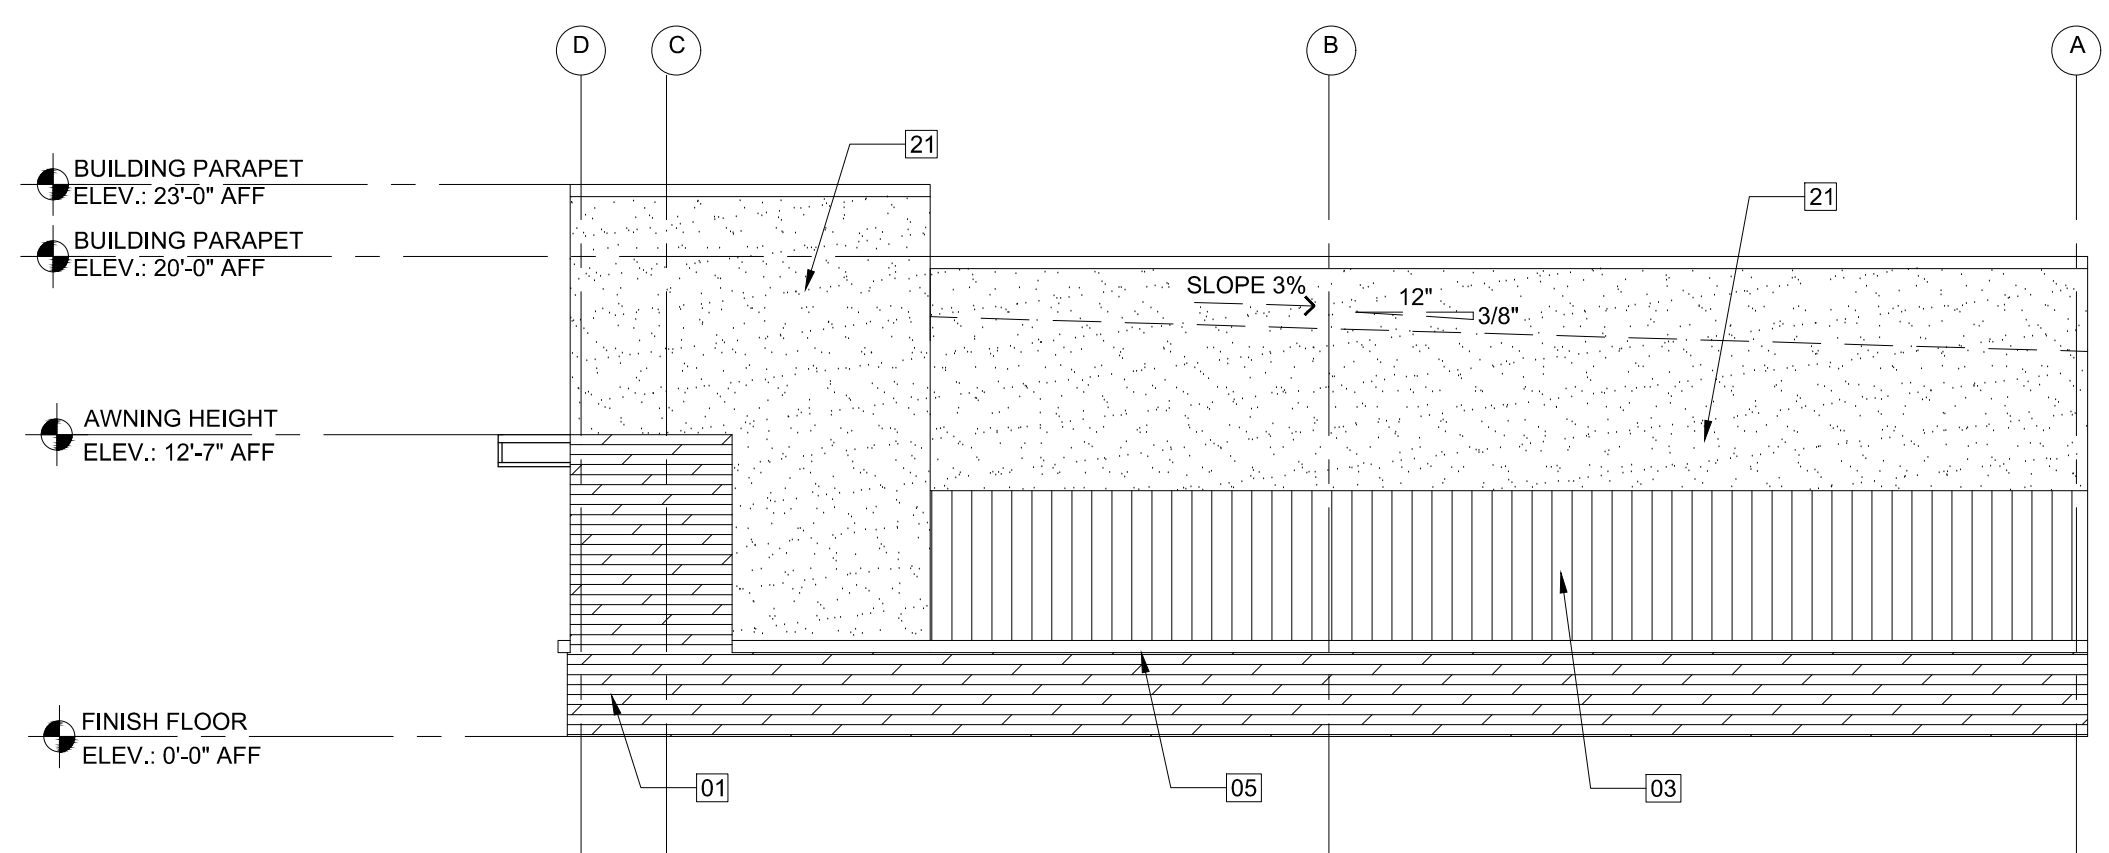 D
C
B
A
21
BUILDING PARAPET
ELEV.: 23'-0" AFF
21
BUILDING PARAPET
ELEV.: 20'-0" AFF
SLOPE 3%
12"
3/8"
AWNING HEIGHT
ELEV.: 12'-7" AFF
FINISH FLOOR
ELEV.: 0'-0" AFF
01
05
03